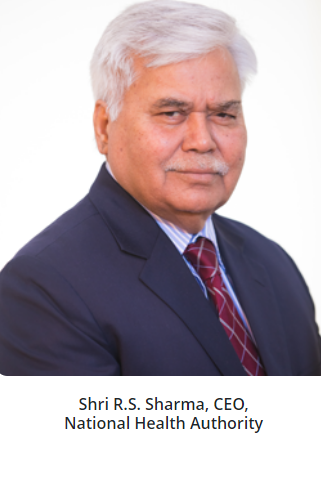 Shri R.S. Sharma, CEO,
National Health Authority